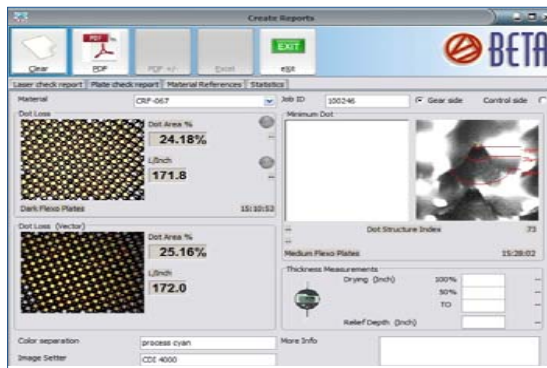 Create Reports
Clear
PDF
PDF +/-
Excel
EXIT
eXit
BETA
Laser check report
Plate check report
Material References
Statistics
Material
CRF-067
Job ID
100246
Gear side
Control side
Dot Loss
Dot Area %
24.18%
--
L/Inch
171.8
--
Dark Flexo Plates
15:10:53
Minimum Dot
--
Dot Structure Index
73
--
Medium Flexo Plates
15:28:02
Dot Loss (Vector)
Dot Area %
25.16%
L/Inch
172.0
Thickness Measurements
Drying (Inch)
100%
--
50%
--
TO
--
Relief Depth (Inch)
--
Color separation
process cyan
Image Setter
CDI 4000
More Info